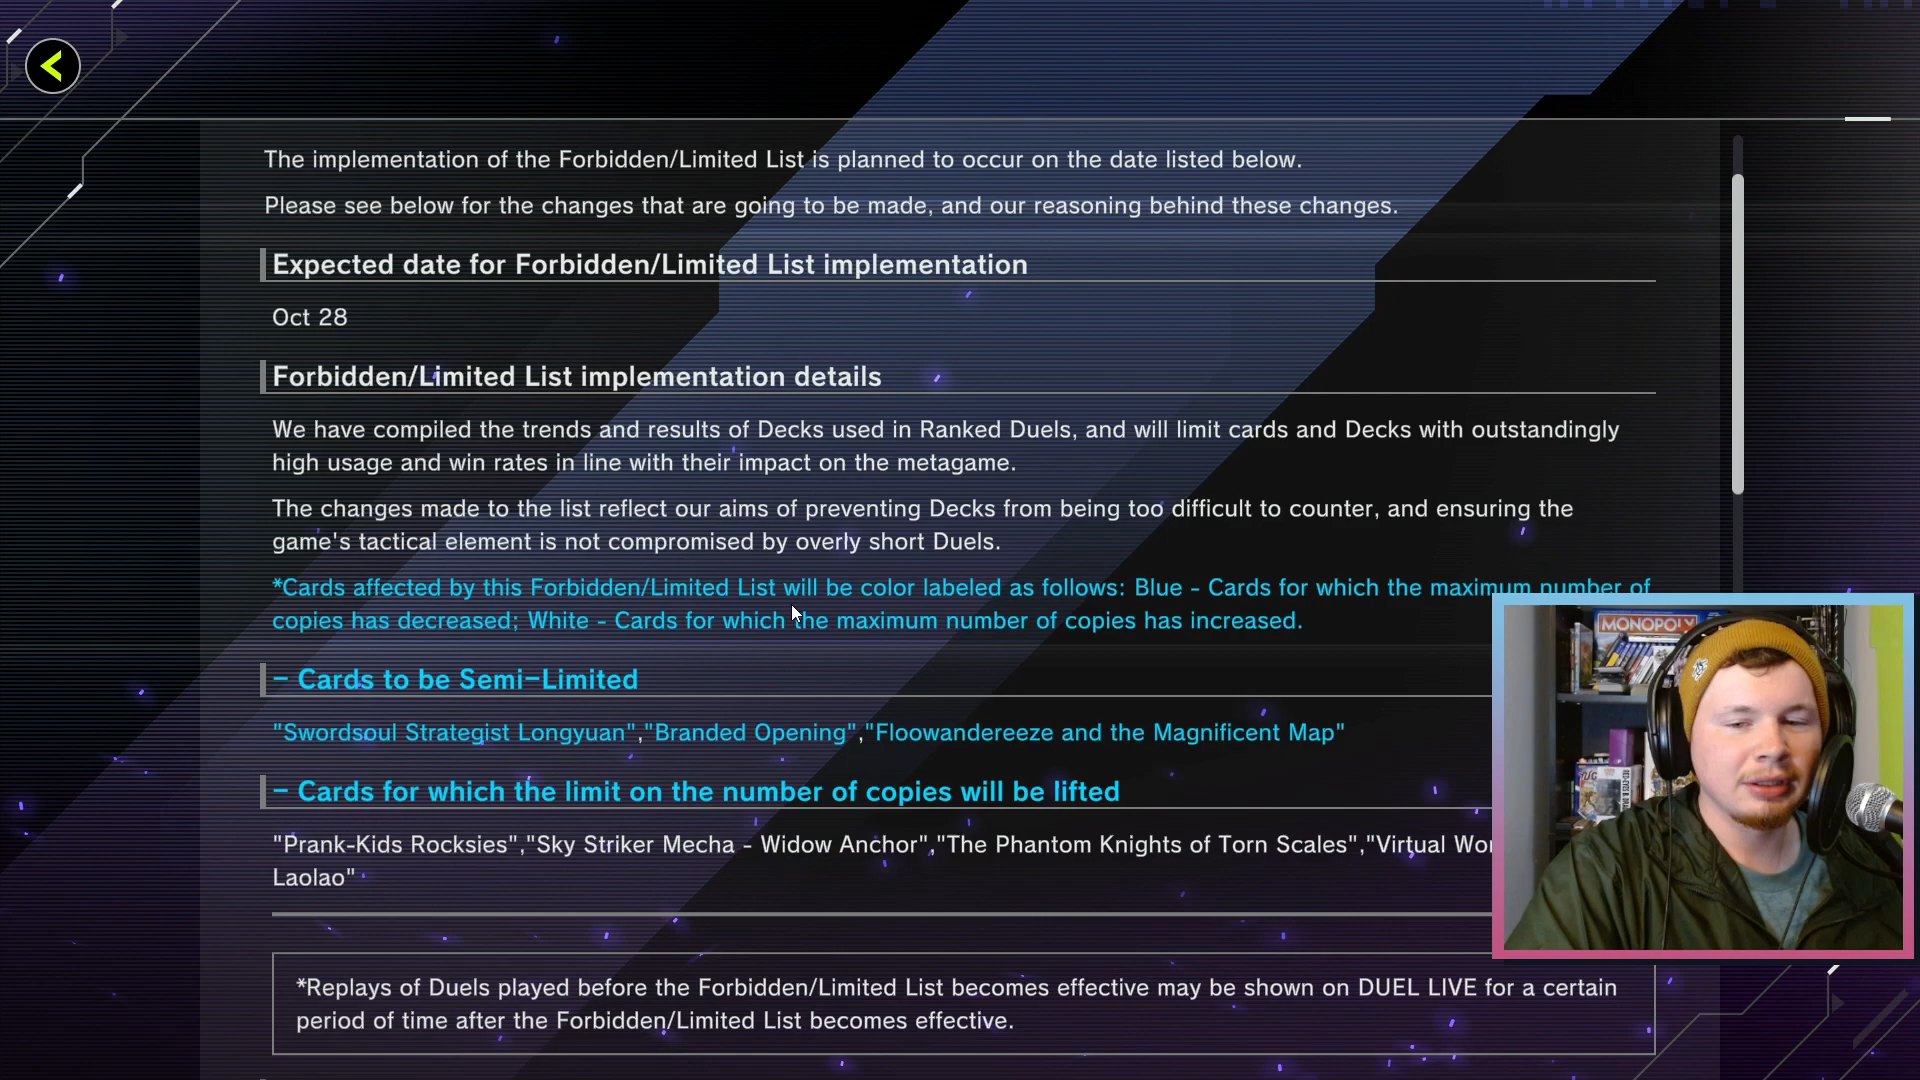 The implementation of the Forbidden/Limited List is planned to occur on the date listed below.
Please see below for the changes that are going to be made, and our reasoning behind these changes.
Expected date for Forbidden/Limited List implementation
Oct 28
Forbidden/Limited List implementation details
We have compiled the trends and results of Decks used in Ranked Duels, and will limit cards and Decks with outstandingly
high usage and win rates in line with their impact on the metagame.
The changes made to the list reflect our aims of preventing Decks from being too difficult to counter, and ensuring the
game's tactical element is not compromised by overly short Duels.
*Cards affected by this Forbidden/Limited List will be color labeled as follows: Blue - Cards for which the maximum number of
copies has decreased; White - Cards for which the maximum number of copies has increased.
- Cards to be Semi-Limited
"Swordsoul Strategist Longyuan","Branded Opening","Floowandereeze and the Magnificent Map"
- Cards for which the limit on the number of copies will be lifted
"Prank-Kids Rocksies","Sky Striker Mecha - Widow Anchor","The Phantom Knights of Torn Scales","Virtual
Laolao"
*Replays of Duels played before the Forbidden/Limited List becomes effective may be shown on DUEL LIVE for a certain
period of time after the Forbidden/Limited List becomes effective.
MONOPOLY